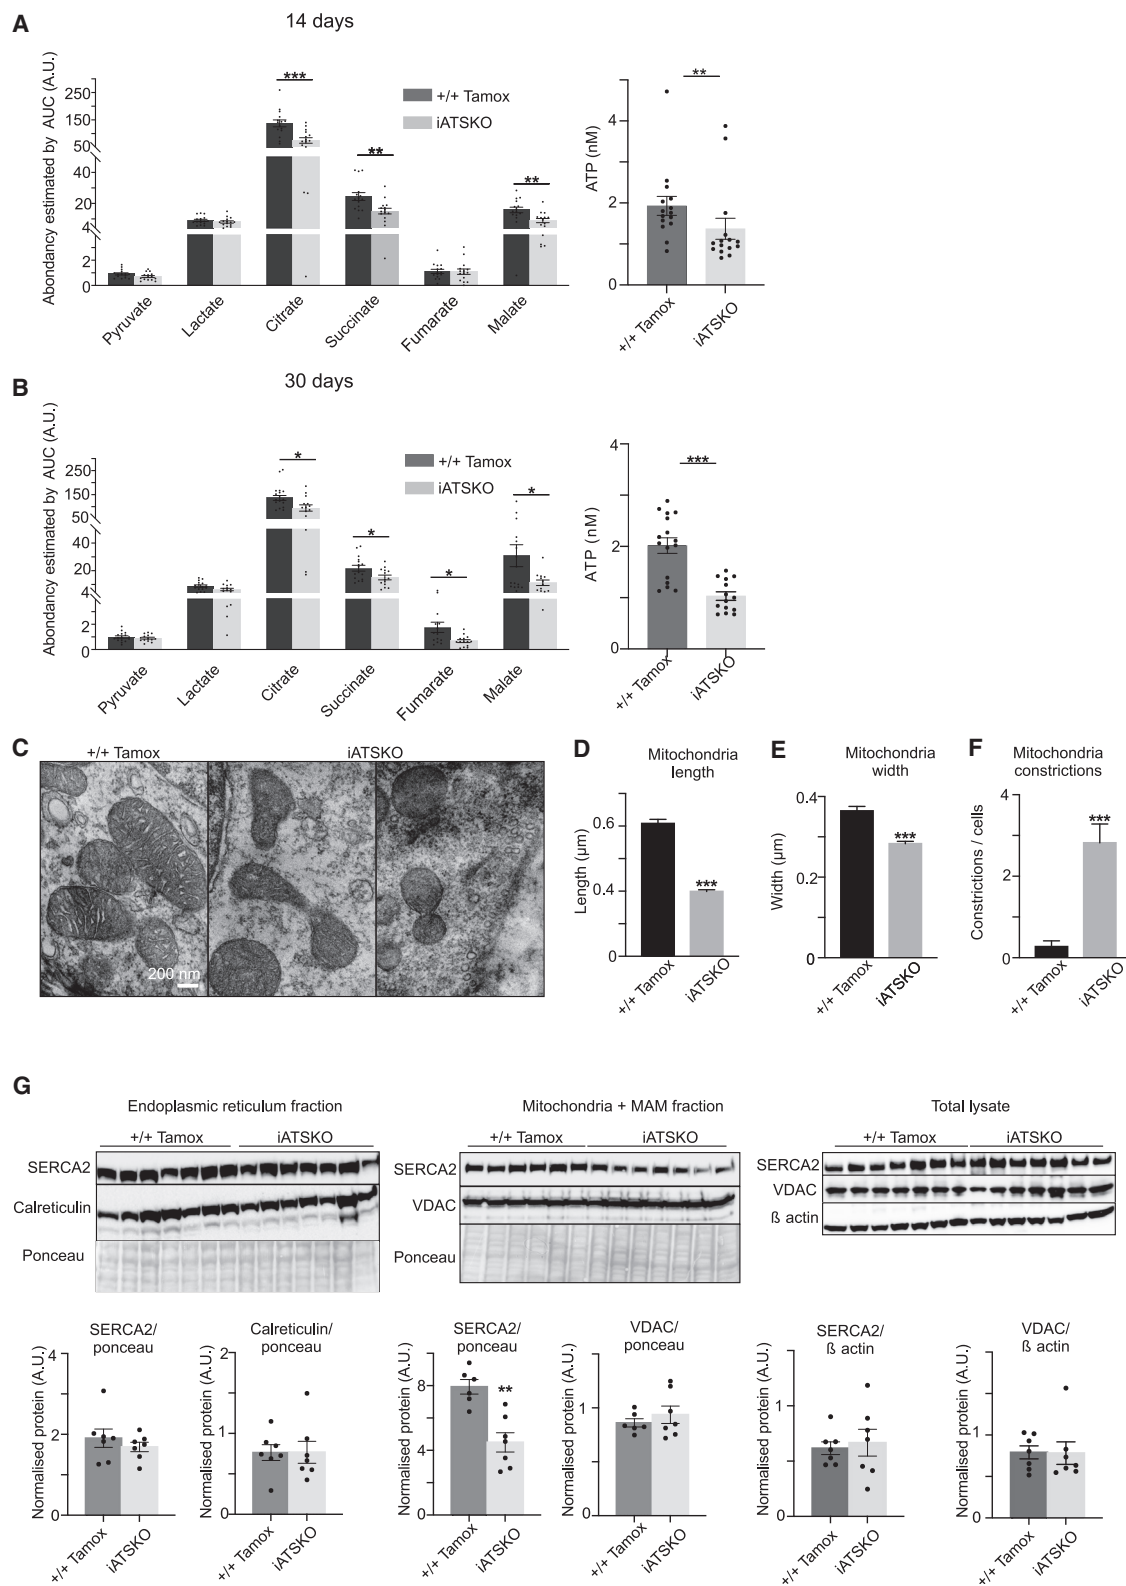 A
14 days
Abondancy estimated by AUC (A.U.)
250
150
50
40
20
4
2
0
***
**
**
+/+ Tamox
iATSKO
Pyruvate
Lactate
Citrate
Succinate
Fumarate
Malate
ATP (nM)
4
2
0
**
+/+ Tamox
iATSKO
B
30 days
Abondancy estimated by AUC (A.U.)
250
150
50
40
20
4
2
0
*
*
*
*
+/+ Tamox
iATSKO
Pyruvate
Lactate
Citrate
Succinate
Fumarate
Malate
ATP (nM)
4
2
0
***
+/+ Tamox
iATSKO
C
+/+ Tamox
iATSKO
200 nm
D
Mitochondria
length
Length (µm)
0.6
0.4
0
***
+/+ Tamox
iATSKO
E
Mitochondria
width
Width (µm)
0.4
0.2
0
***
+/+ Tamox
iATSKO
F
Mitochondria
constrictions
Constrictions / cells
4
2
0
***
+/+ Tamox
iATSKO
G
Endoplasmic reticulum fraction
+/+ Tamox
iATSKO
SERCA2
Calreticulin
Ponceau
Mitochondria + MAM fraction
+/+ Tamox
iATSKO
SERCA2
VDAC
Ponceau
Total lysate
+/+ Tamox
iATSKO
SERCA2
VDAC
ß actin
SERCA2/
ponceau
Normalised protein (A.U.)
4
2
0
+/+ Tamox
iATSKO
Calreticulin/
ponceau
Normalised protein (A.U.)
2
1
0
+/+ Tamox
iATSKO
SERCA2/
ponceau
Normalised protein (A.U.)
8
4
0
**
+/+ Tamox
iATSKO
VDAC/
ponceau
Normalised protein (A.U.)
1
0
+/+ Tamox
iATSKO
SERCA2/
ß actin
Normalised protein (A.U.)
1
0
+/+ Tamox
iATSKO
VDAC/
ß actin
Normalised protein (A.U.)
2
1
0
+/+ Tamox
iATSKO